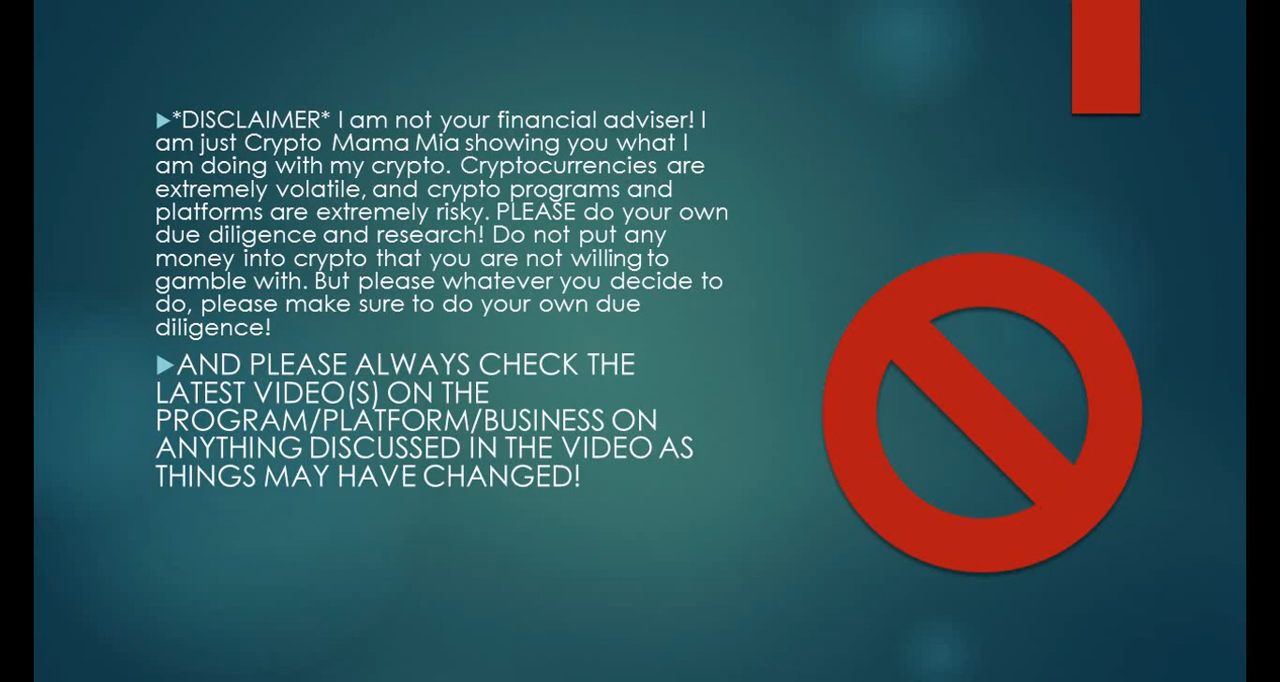 *DISCLAIMER* I am not your financial adviser! I
am just Crypto Mama Mia showing you what I
am doing with my crypto. Cryptocurrencies are
extremely volatile, and crypto programs and
platforms are extremely risky. PLEASE do your own
due diligence and research! Do not put any
money into crypto that you are not willing to
gamble with. But please whatever you decide to
do, please make sure to do your own due
diligence!
AND PLEASE ALWAYS CHECK THE
LATEST VIDEO(S) ON THE
PROGRAM/PLATFORM/BUSINESS ON
ANYTHING DISCUSSED IN THE VIDEO AS
THINGS MAY HAVE CHANGED!